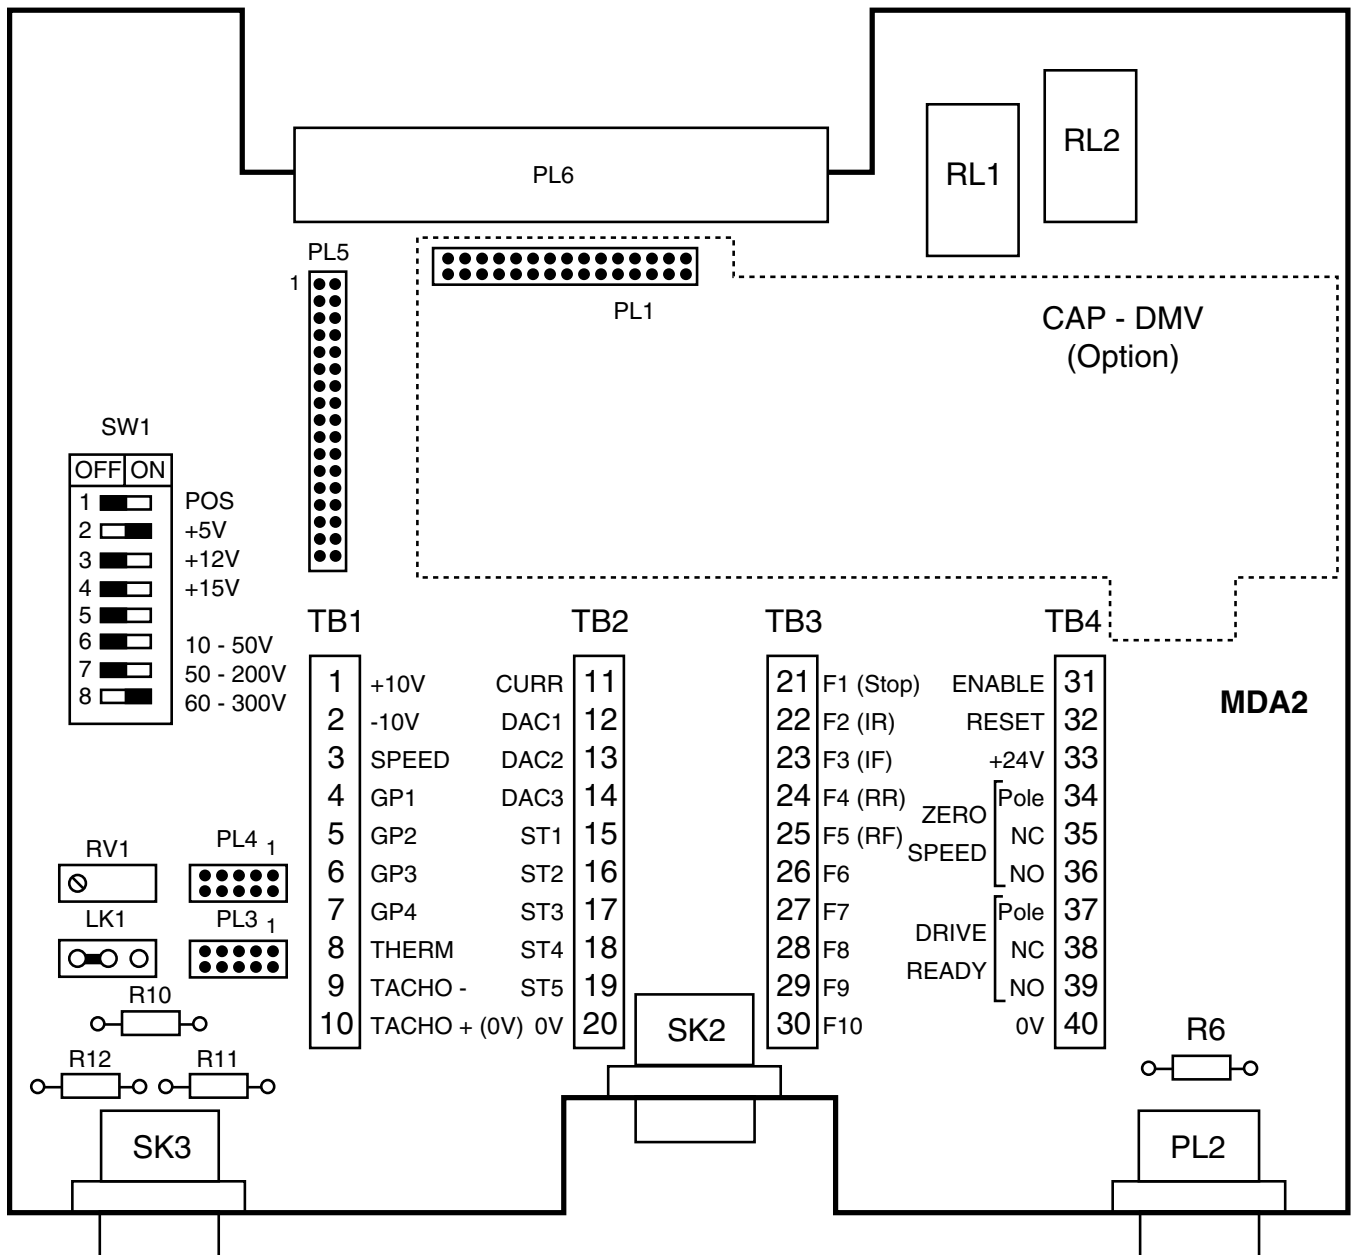 PL6
RL1
RL2
PL5
1
PL1
CAP - DMV
(Option)
SW1
OFF ON
1 POS
2 +5V
3 +12V
4 +15V
5
6 10 - 50V
7 50 - 200V
8 60 - 300V
RV1
PL4 1
LK1
PL3 1
R10
R12
R11
SK3
TB1
1 +10V
2 -10V
3 SPEED
4 GP1
5 GP2
6 GP3
7 GP4
8 THERM
9 TACHO -
10 TACHO + (0V)
TB2
CURR 11
DAC1 12
DAC2 13
DAC3 14
ST1 15
ST2 16
ST3 17
ST4 18
ST5 19
0V 20
SK2
TB3
21 F1 (Stop)
22 F2 (IR)
23 F3 (IF)
24 F4 (RR)
25 F5 (RF)
26 F6
27 F7
28 F8
29 F9
30 F10
TB4
ENABLE 31
RESET 32
+24V 33
ZERO
SPEED
Pole 34
NC 35
NO 36
DRIVE
READY
Pole 37
NC 38
NO 39
0V 40
MDA2
R6
PL2